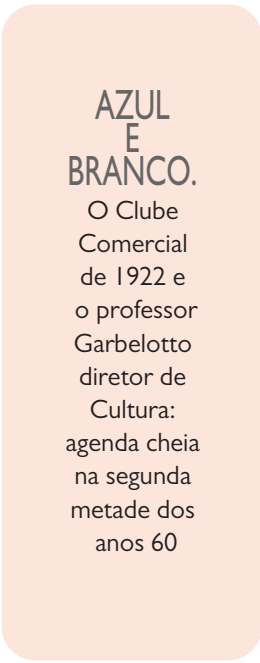 AZUL
E
BRANCO.
O Clube
Comercial
de 1922 e
o professor
Garbelotto
diretor de
Cultura:
agenda cheia
na segunda
metade dos
anos 60